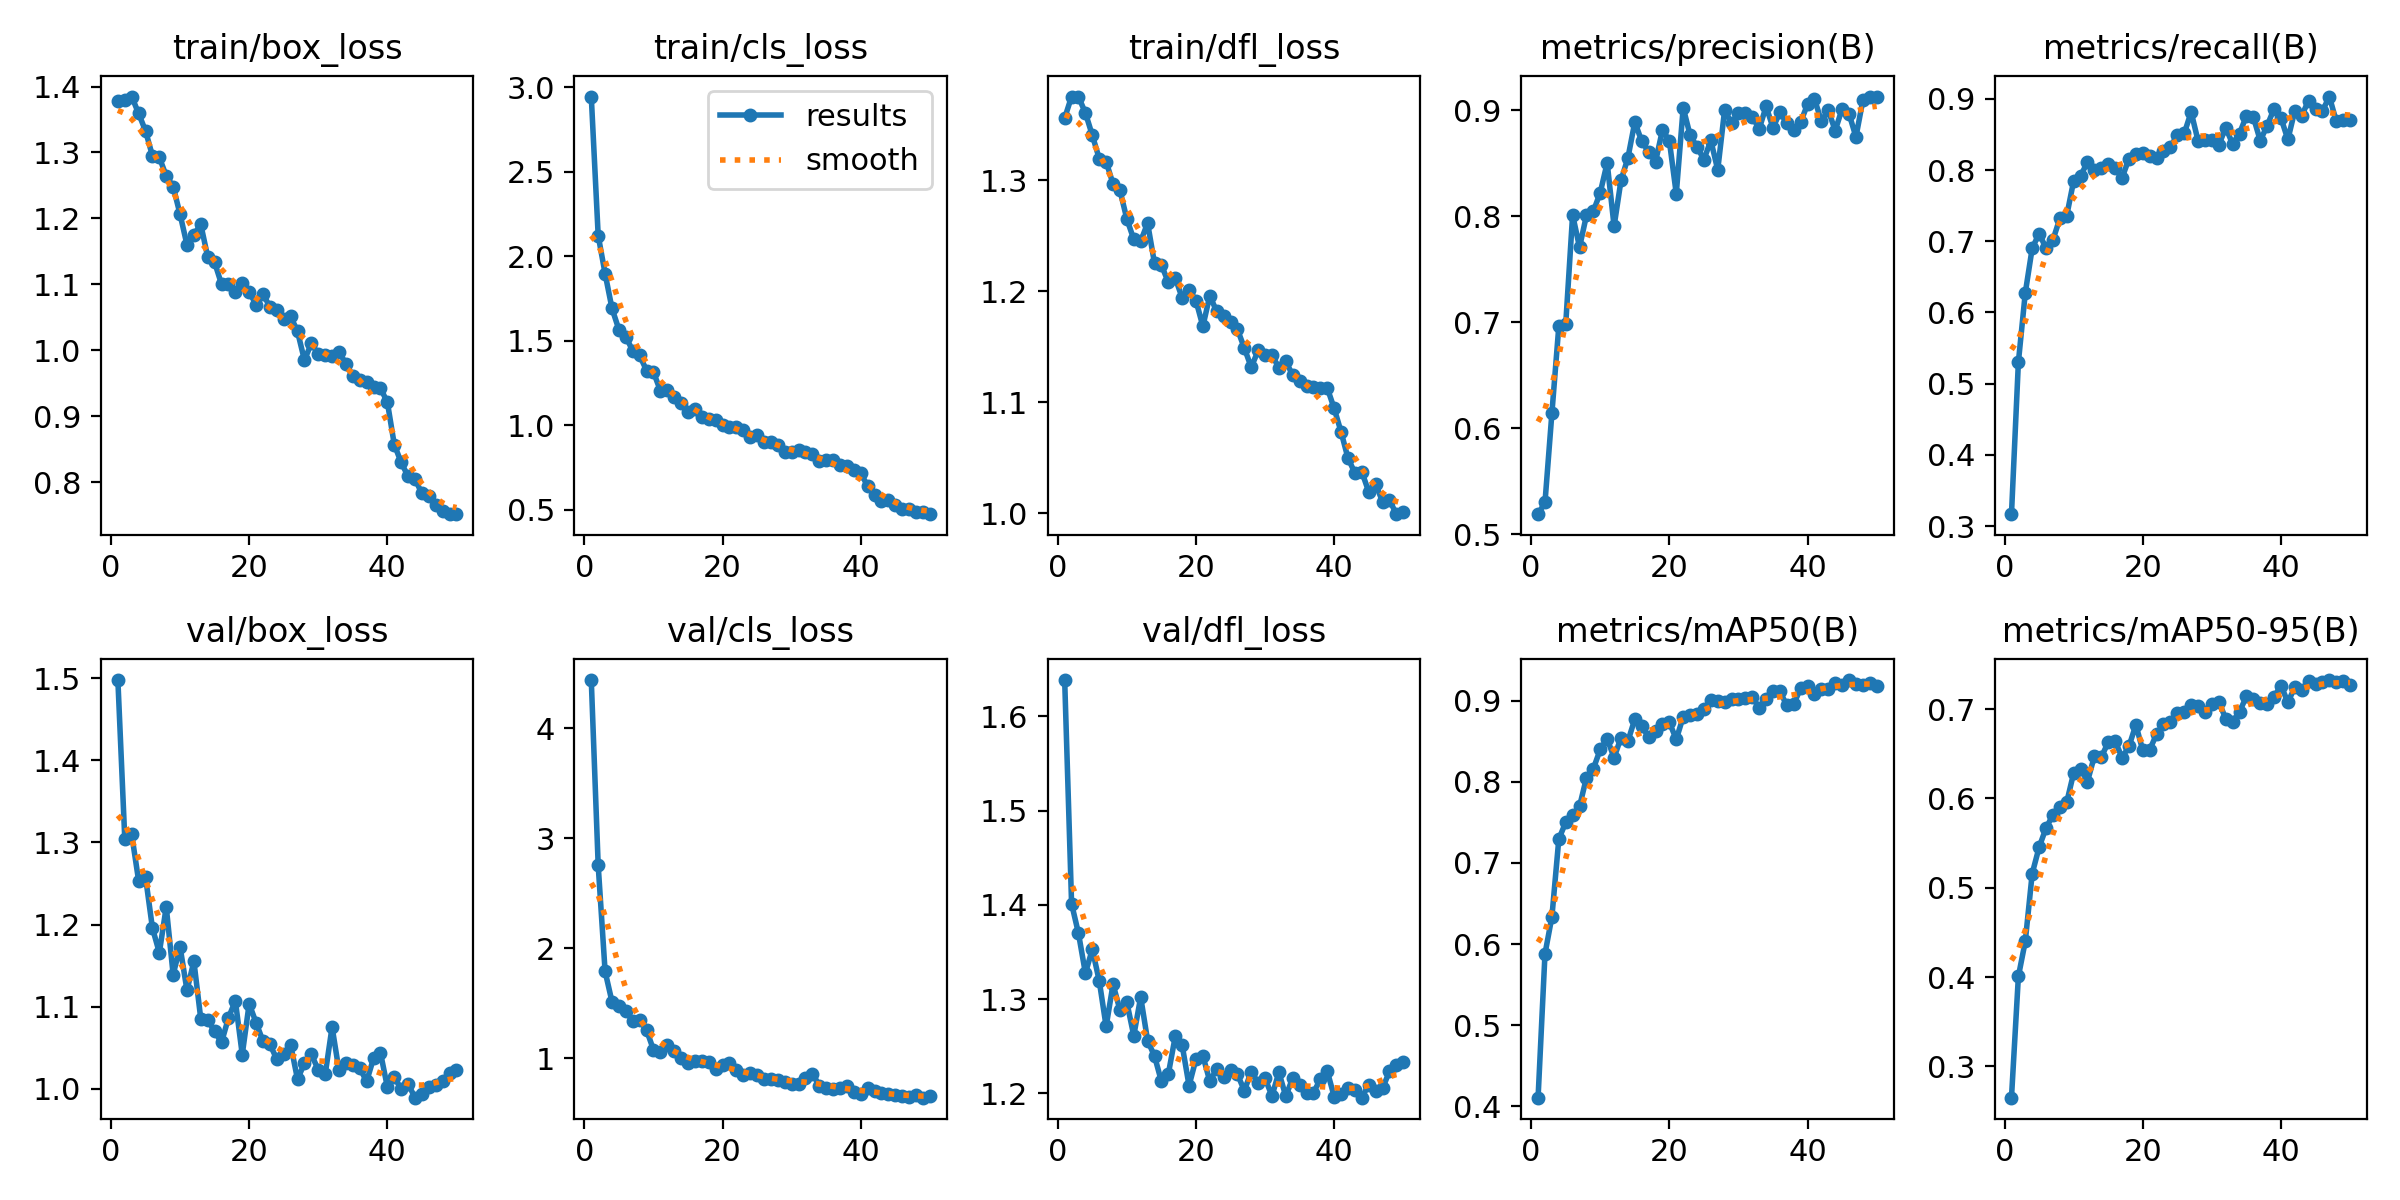 train/box_loss
1.4
1.3
1.2
1.1
1.0
0.9
0.8
0 20 40
train/cls_loss
results
smooth
3.0
2.5
2.0
1.5
1.0
0.5
0 20 40
train/dfl_loss
1.3
1.2
1.1
1.0
0 20 40
metrics/precision(B)
0.9
0.8
0.7
0.6
0.5
0 20 40
metrics/recall(B)
0.9
0.8
0.7
0.6
0.5
0.4
0.3
0 20 40
val/box_loss
1.5
1.4
1.3
1.2
1.1
1.0
0 20 40
val/cls_loss
4
3
2
1
0 20 40
val/dfl_loss
1.6
1.5
1.4
1.3
1.2
0 20 40
metrics/mAP50(B)
0.9
0.8
0.7
0.6
0.5
0.4
0 20 40
metrics/mAP50-95(B)
0.7
0.6
0.5
0.4
0.3
0 20 40